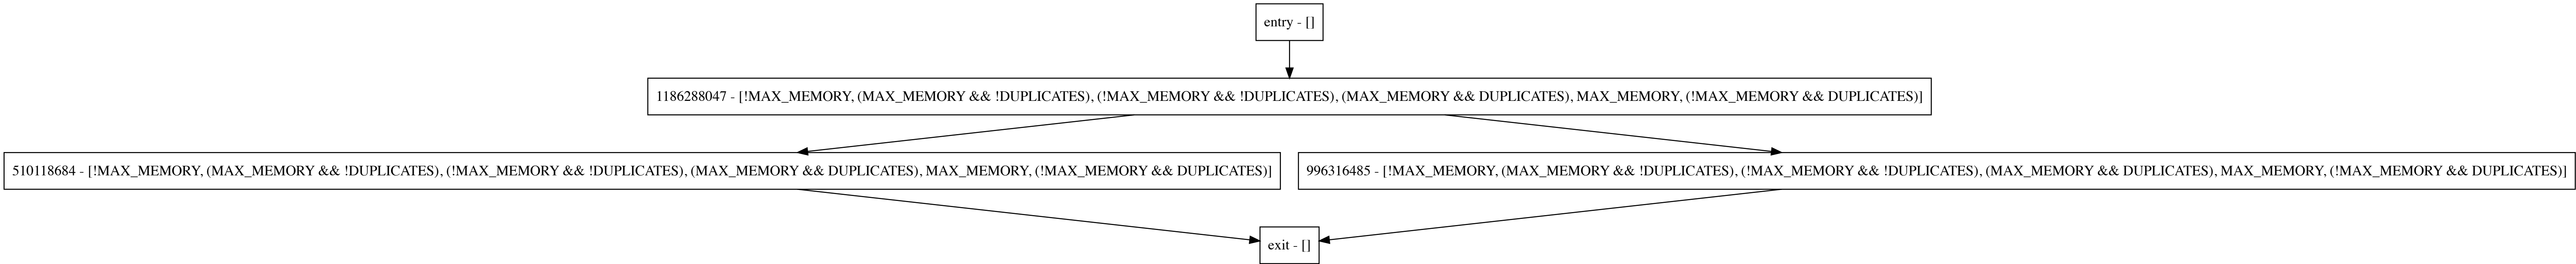 entry - []
1186288047 - [!MAX_MEMORY, (MAX_MEMORY && !DUPLICATES), (!MAX_MEMORY && !DUPLICATES), (MAX_MEMORY && DUPLICATES), MAX_MEMORY, (!MAX_MEMORY && DUPLICATES)]
510118684 - [!MAX_MEMORY, (MAX_MEMORY && !DUPLICATES), (!MAX_MEMORY && !DUPLICATES), (MAX_MEMORY && DUPLICATES), MAX_MEMORY, (!MAX_MEMORY && DUPLICATES)]
996316485 - [!MAX_MEMORY, (MAX_MEMORY && !DUPLICATES), (!MAX_MEMORY && !DUPLICATES), (MAX_MEMORY && DUPLICATES), MAX_MEMORY, (!MAX_MEMORY && DUPLICATES)]
exit - []